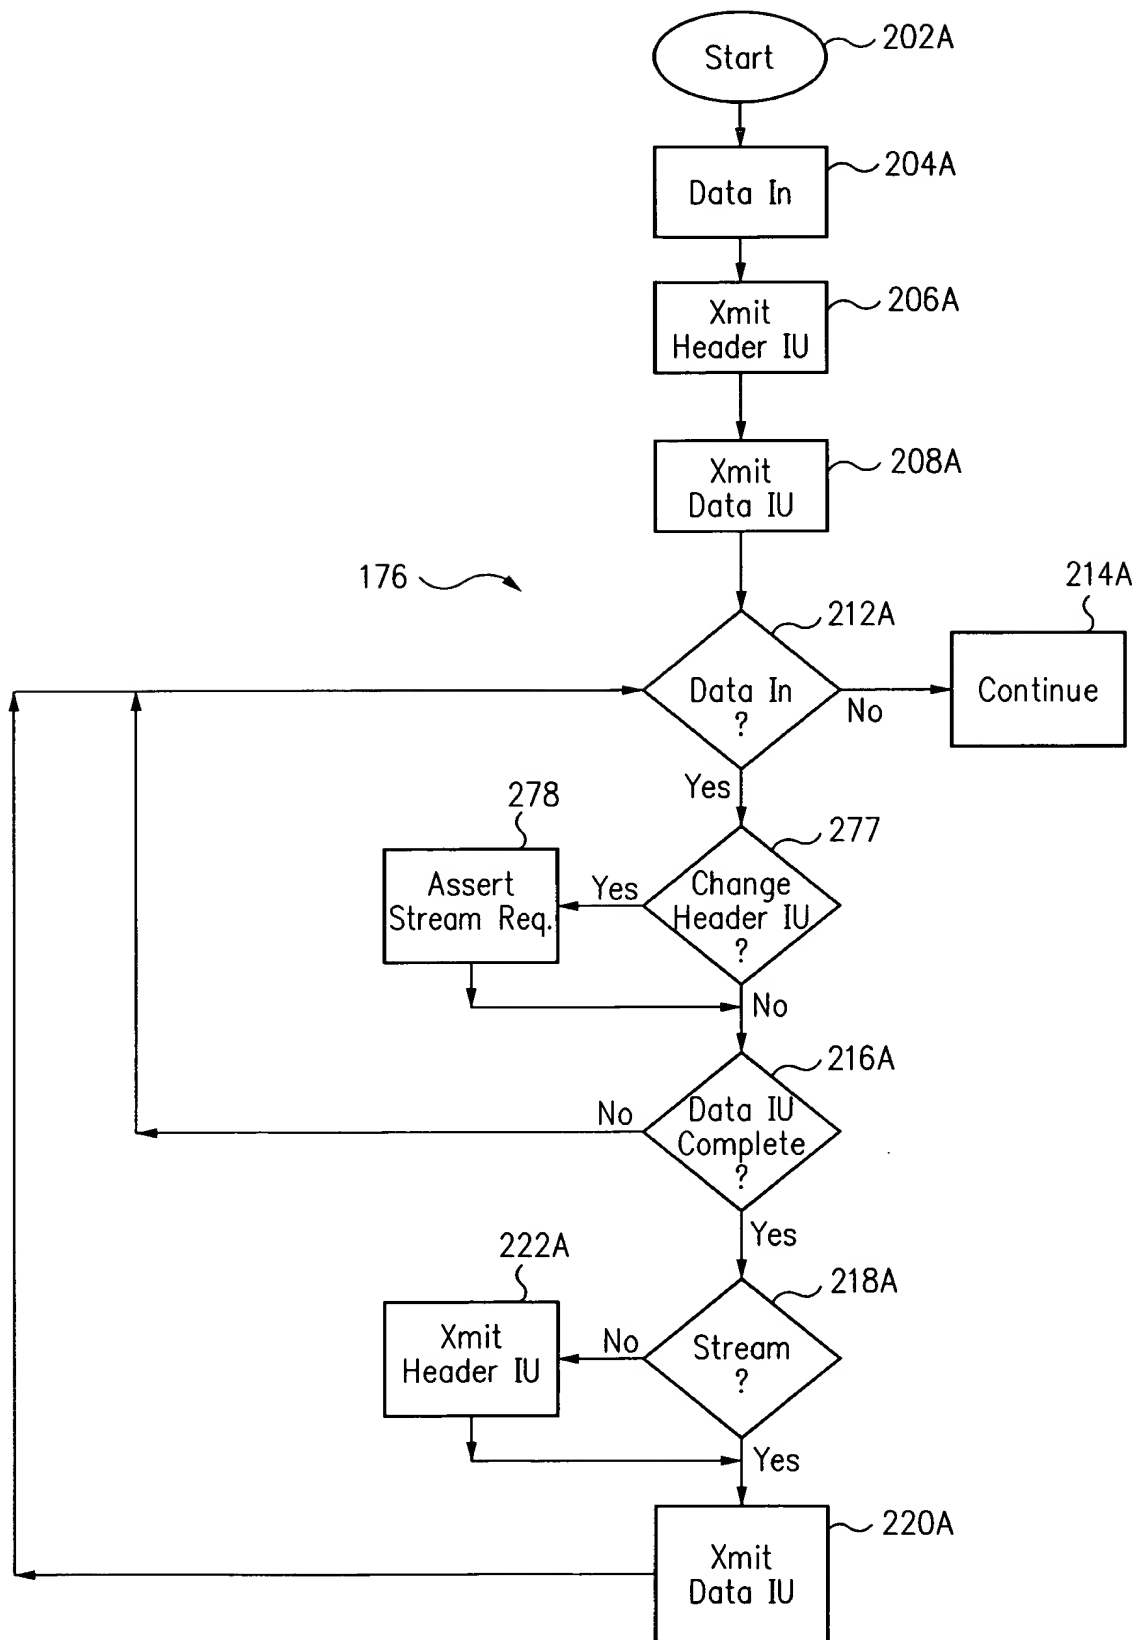 Start
202A
Data In
204A
Xmit
Header IU
206A
Xmit
Data IU
208A
176
212A
214A
Data In
?
No
Continue
Yes
278
277
Assert
Stream Req.
Yes
Change
Header IU
?
No
216A
No
Data IU
Complete
?
Yes
222A
218A
Xmit
Header IU
No
Stream
?
Yes
220A
Xmit
Data IU